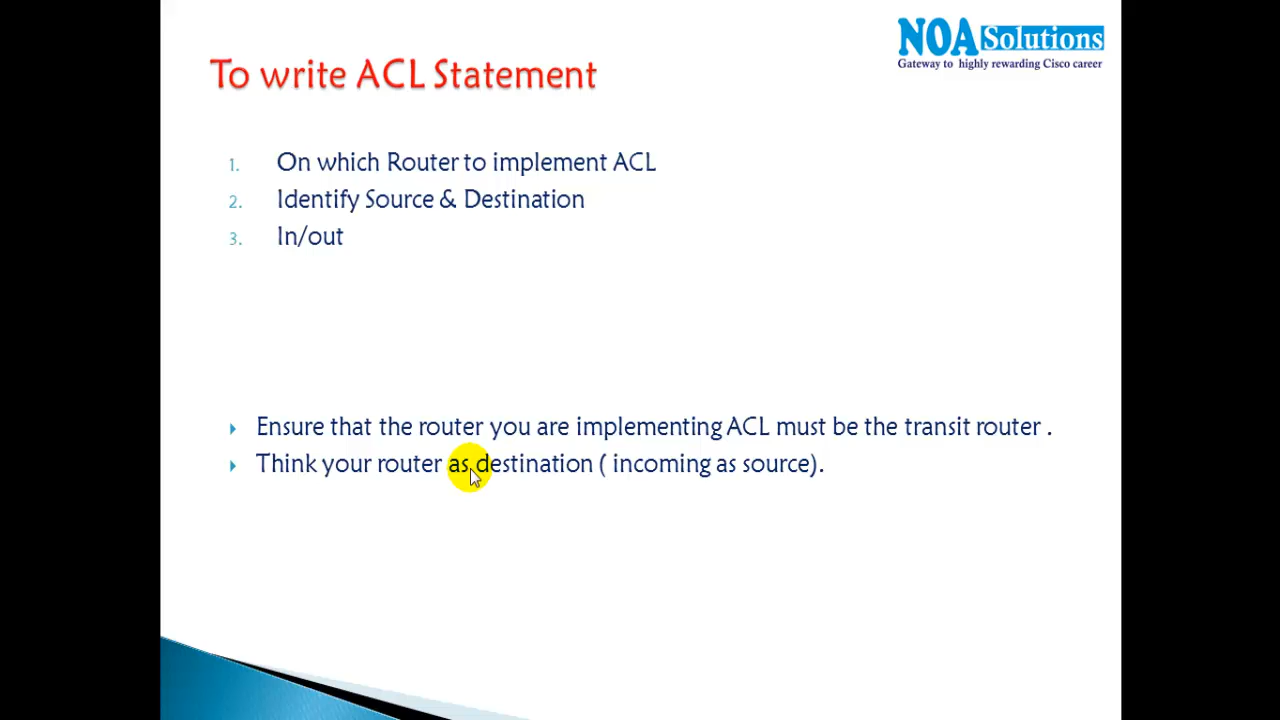 NOA Solutions
Gateway to highly rewarding Cisco career
To write ACL Statement
1. On which Router to implement ACL
2. Identify Source & Destination
3. In/out
Ensure that the router you are implementing ACL must be the transit router .
Think your router as destination ( incoming as source).